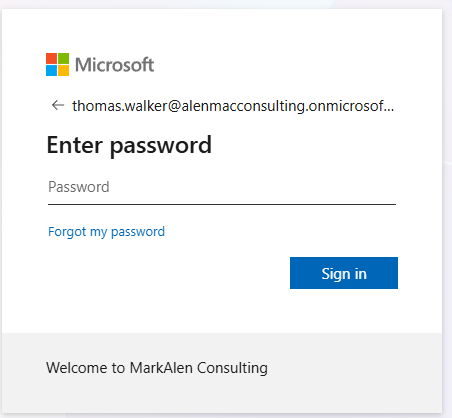 Microsoft
thomas.walker@alenmacconsulting.onmicrosof...
Enter password
Password
Forgot my password
Sign in
Welcome to MarkAlen Consulting